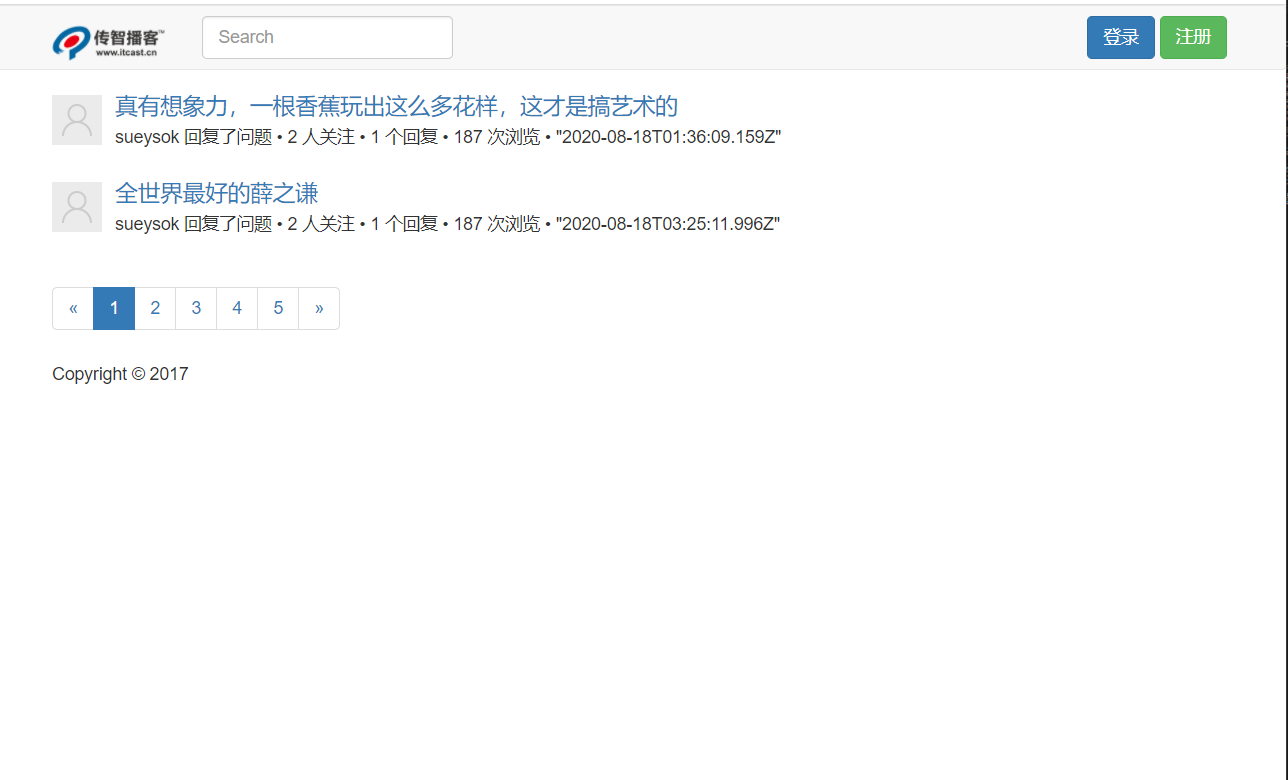 传智播客™ Search 登录 注册
www.itcast.cn
真有想象力，一根香蕉玩出这么多花样，这才是搞艺术的
sueysok 回复了问题 • 2 人关注 • 1 个回复 • 187 次浏览 • "2020-08-18T01:36:09.159Z"
全世界最好的薛之谦
sueysok 回复了问题 • 2 人关注 • 1 个回复 • 187 次浏览 • "2020-08-18T03:25:11.996Z"
« 1 2 3 4 5 »
Copyright © 2017